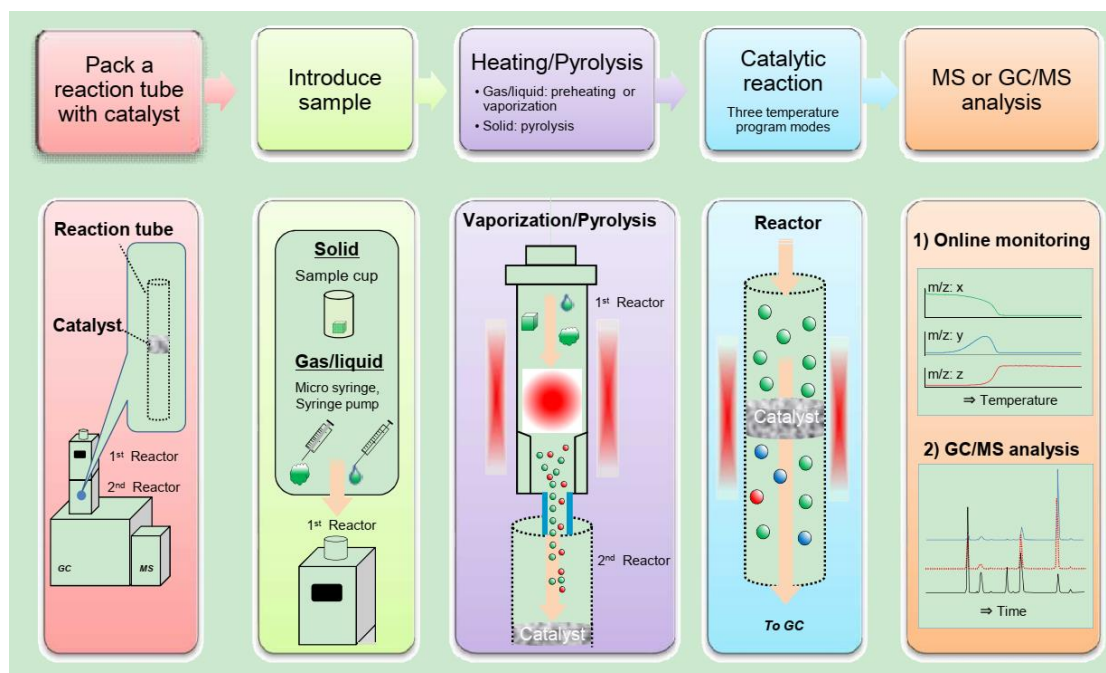 Pack a
reaction tube
with catalyst
Introduce
sample
Heating/Pyrolysis
• Gas/liquid: preheating or
vaporization
• Solid: pyrolysis
Catalytic
reaction
Three temperature
program modes
MS or GC/MS
analysis
Reaction tube
Catalyst
1st Reactor
2nd Reactor
GC
MS
Solid
Sample cup
Gas/liquid
Micro syringe,
Syringe pump
1st Reactor
Vaporization/Pyrolysis
1st Reactor
2nd Reactor
Catalyst
Reactor
Catalyst
To GC
1) Online monitoring
m/z: x
m/z: y
m/z: z
⇒ Temperature
2) GC/MS analysis
⇒ Time